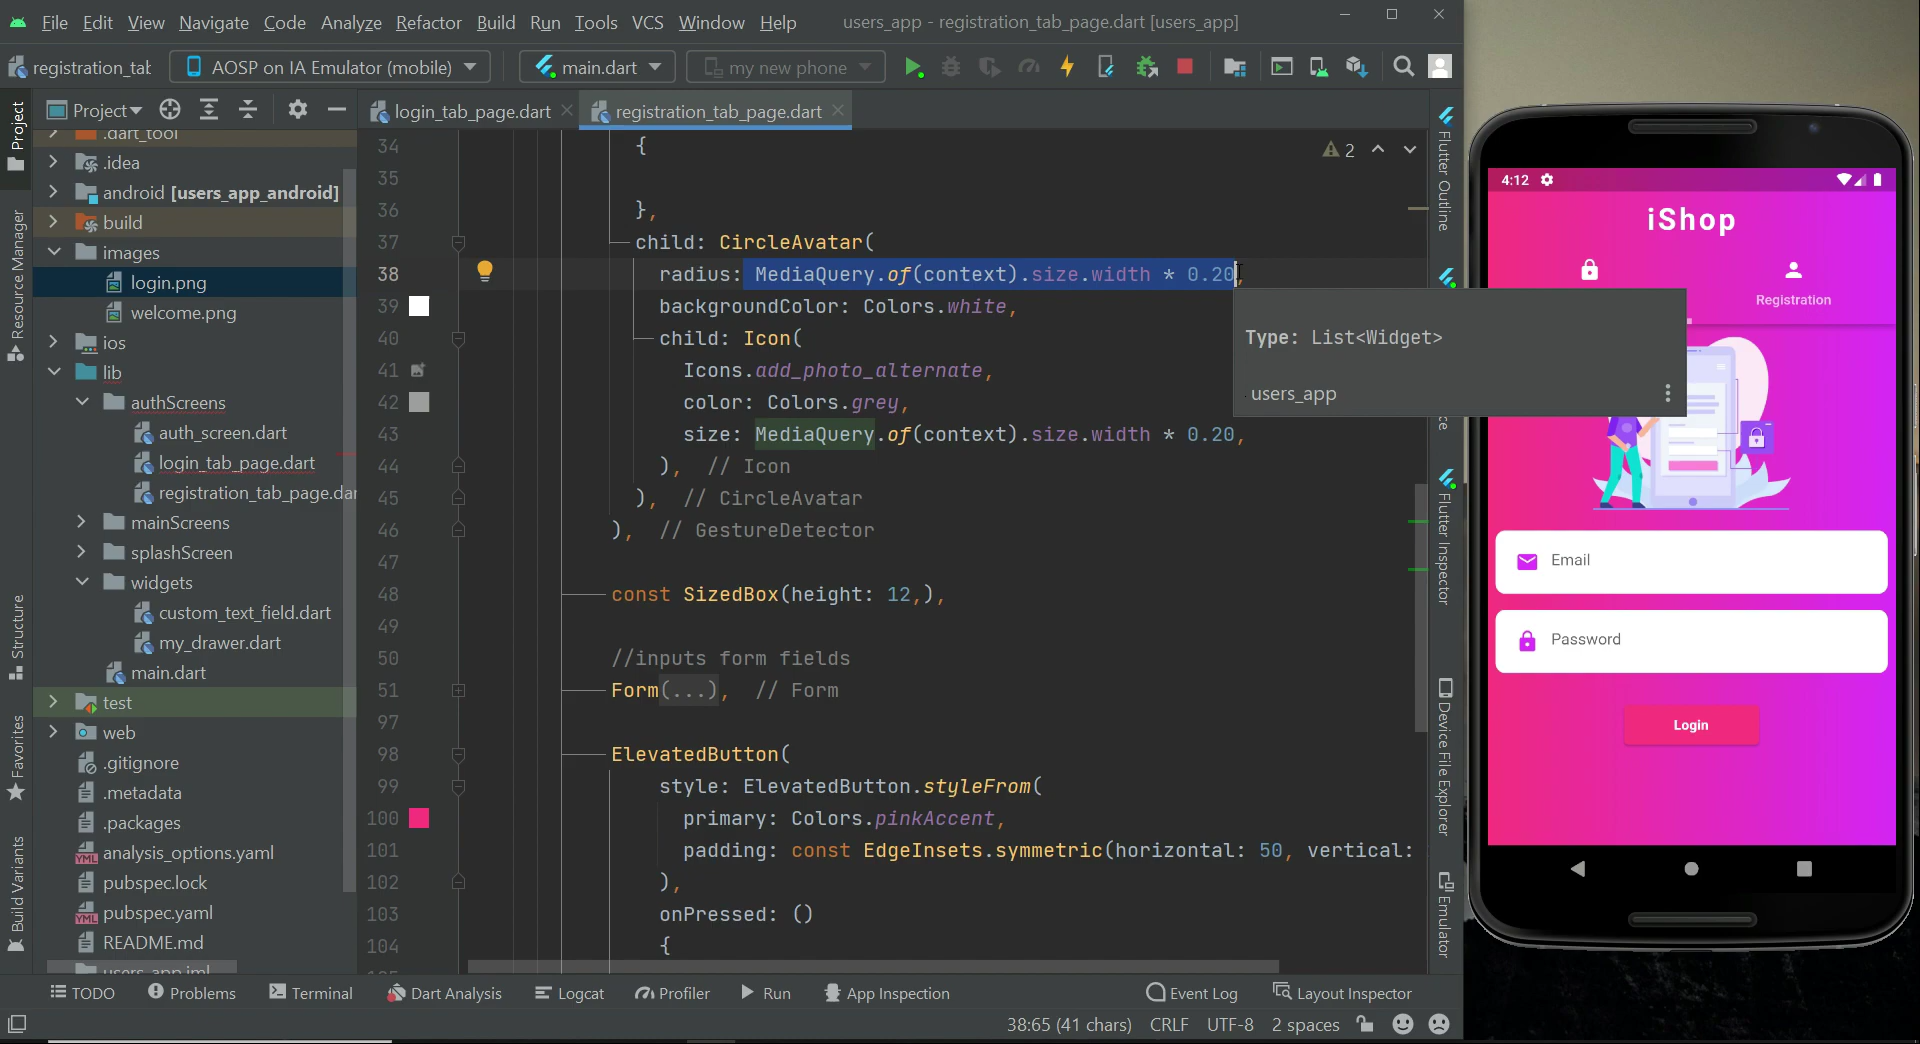 File Edit View Navigate Code Analyze Refactor Build Run Tools VCS Window Help users_app - registration_tab_page.dart [users_app]
registration_tab AOSP on IA Emulator (mobile) main.dart my new phone
Project login_tab_page.dart registration_tab_page.dart
.dart_tool
.idea
android [users_app_android]
build
images
login.png
welcome.png
ios
lib
authScreens
auth_screen.dart
login_tab_page.dart
registration_tab_page.dar
mainScreens
splashScreen
widgets
custom_text_field.dart
my_drawer.dart
main.dart
test
web
.gitignore
.metadata
.packages
analysis_options.yaml
pubspec.lock
pubspec.yaml
README.md
users_app.iml
Project
Resource Manager
Structure
Favorites
Build Variants
34 {
35
36 },
37 child: CircleAvatar(
38 radius: MediaQuery.of(context).size.width * 0.20,
39 backgroundColor: Colors.white,
40 child: Icon(
41 Icons.add_photo_alternate,
42 color: Colors.grey,
43 size: MediaQuery.of(context).size.width * 0.20,
44 ), // Icon
45 ), // CircleAvatar
46 ), // GestureDetector
47
48 const SizedBox(height: 12,),
49
50 //inputs form fields
51 Form(...), // Form
97
98 ElevatedButton(
99 style: ElevatedButton.styleFrom(
100 primary: Colors.pinkAccent,
101 padding: const EdgeInsets.symmetric(horizontal: 50, vertical:
102 ),
103 onPressed: ()
104 {
2
Type: List<Widget>
users_app
Flutter Outline
Flutter Inspector
Device File Explorer
Emulator
4:12
iShop
Registration
Email
Password
Login
TODO Problems Terminal Dart Analysis Logcat Profiler Run App Inspection Event Log Layout Inspector
38:65 (41 chars) CRLF UTF-8 2 spaces